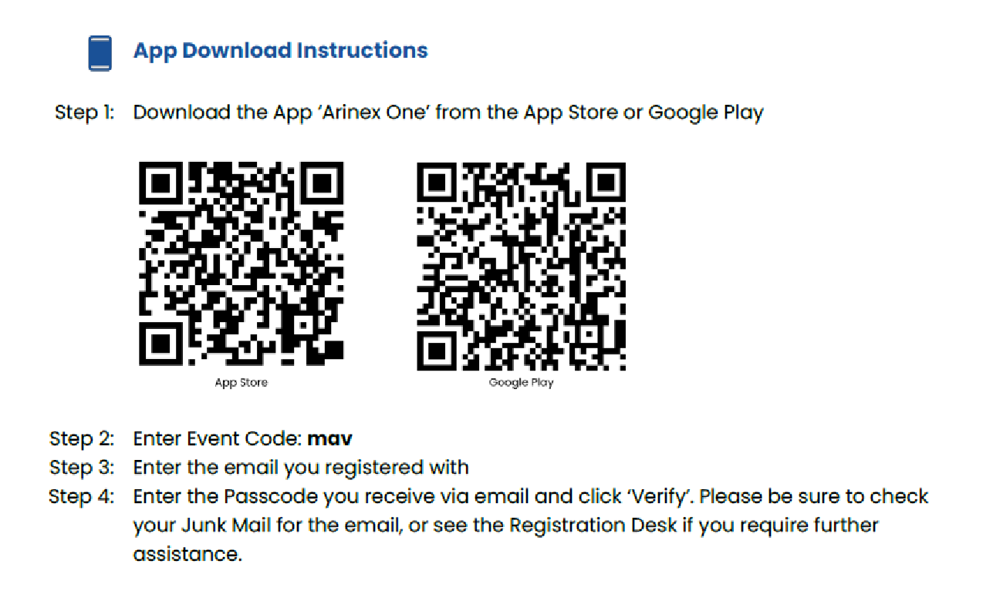 App Download Instructions
Step 1: Download the App ‘Arinex One’ from the App Store or Google Play
App Store
Google Play
Step 2: Enter Event Code: mav
Step 3: Enter the email you registered with
Step 4: Enter the Passcode you receive via email and click ‘Verify’. Please be sure to check
your Junk Mail for the email, or see the Registration Desk if you require further
assistance.